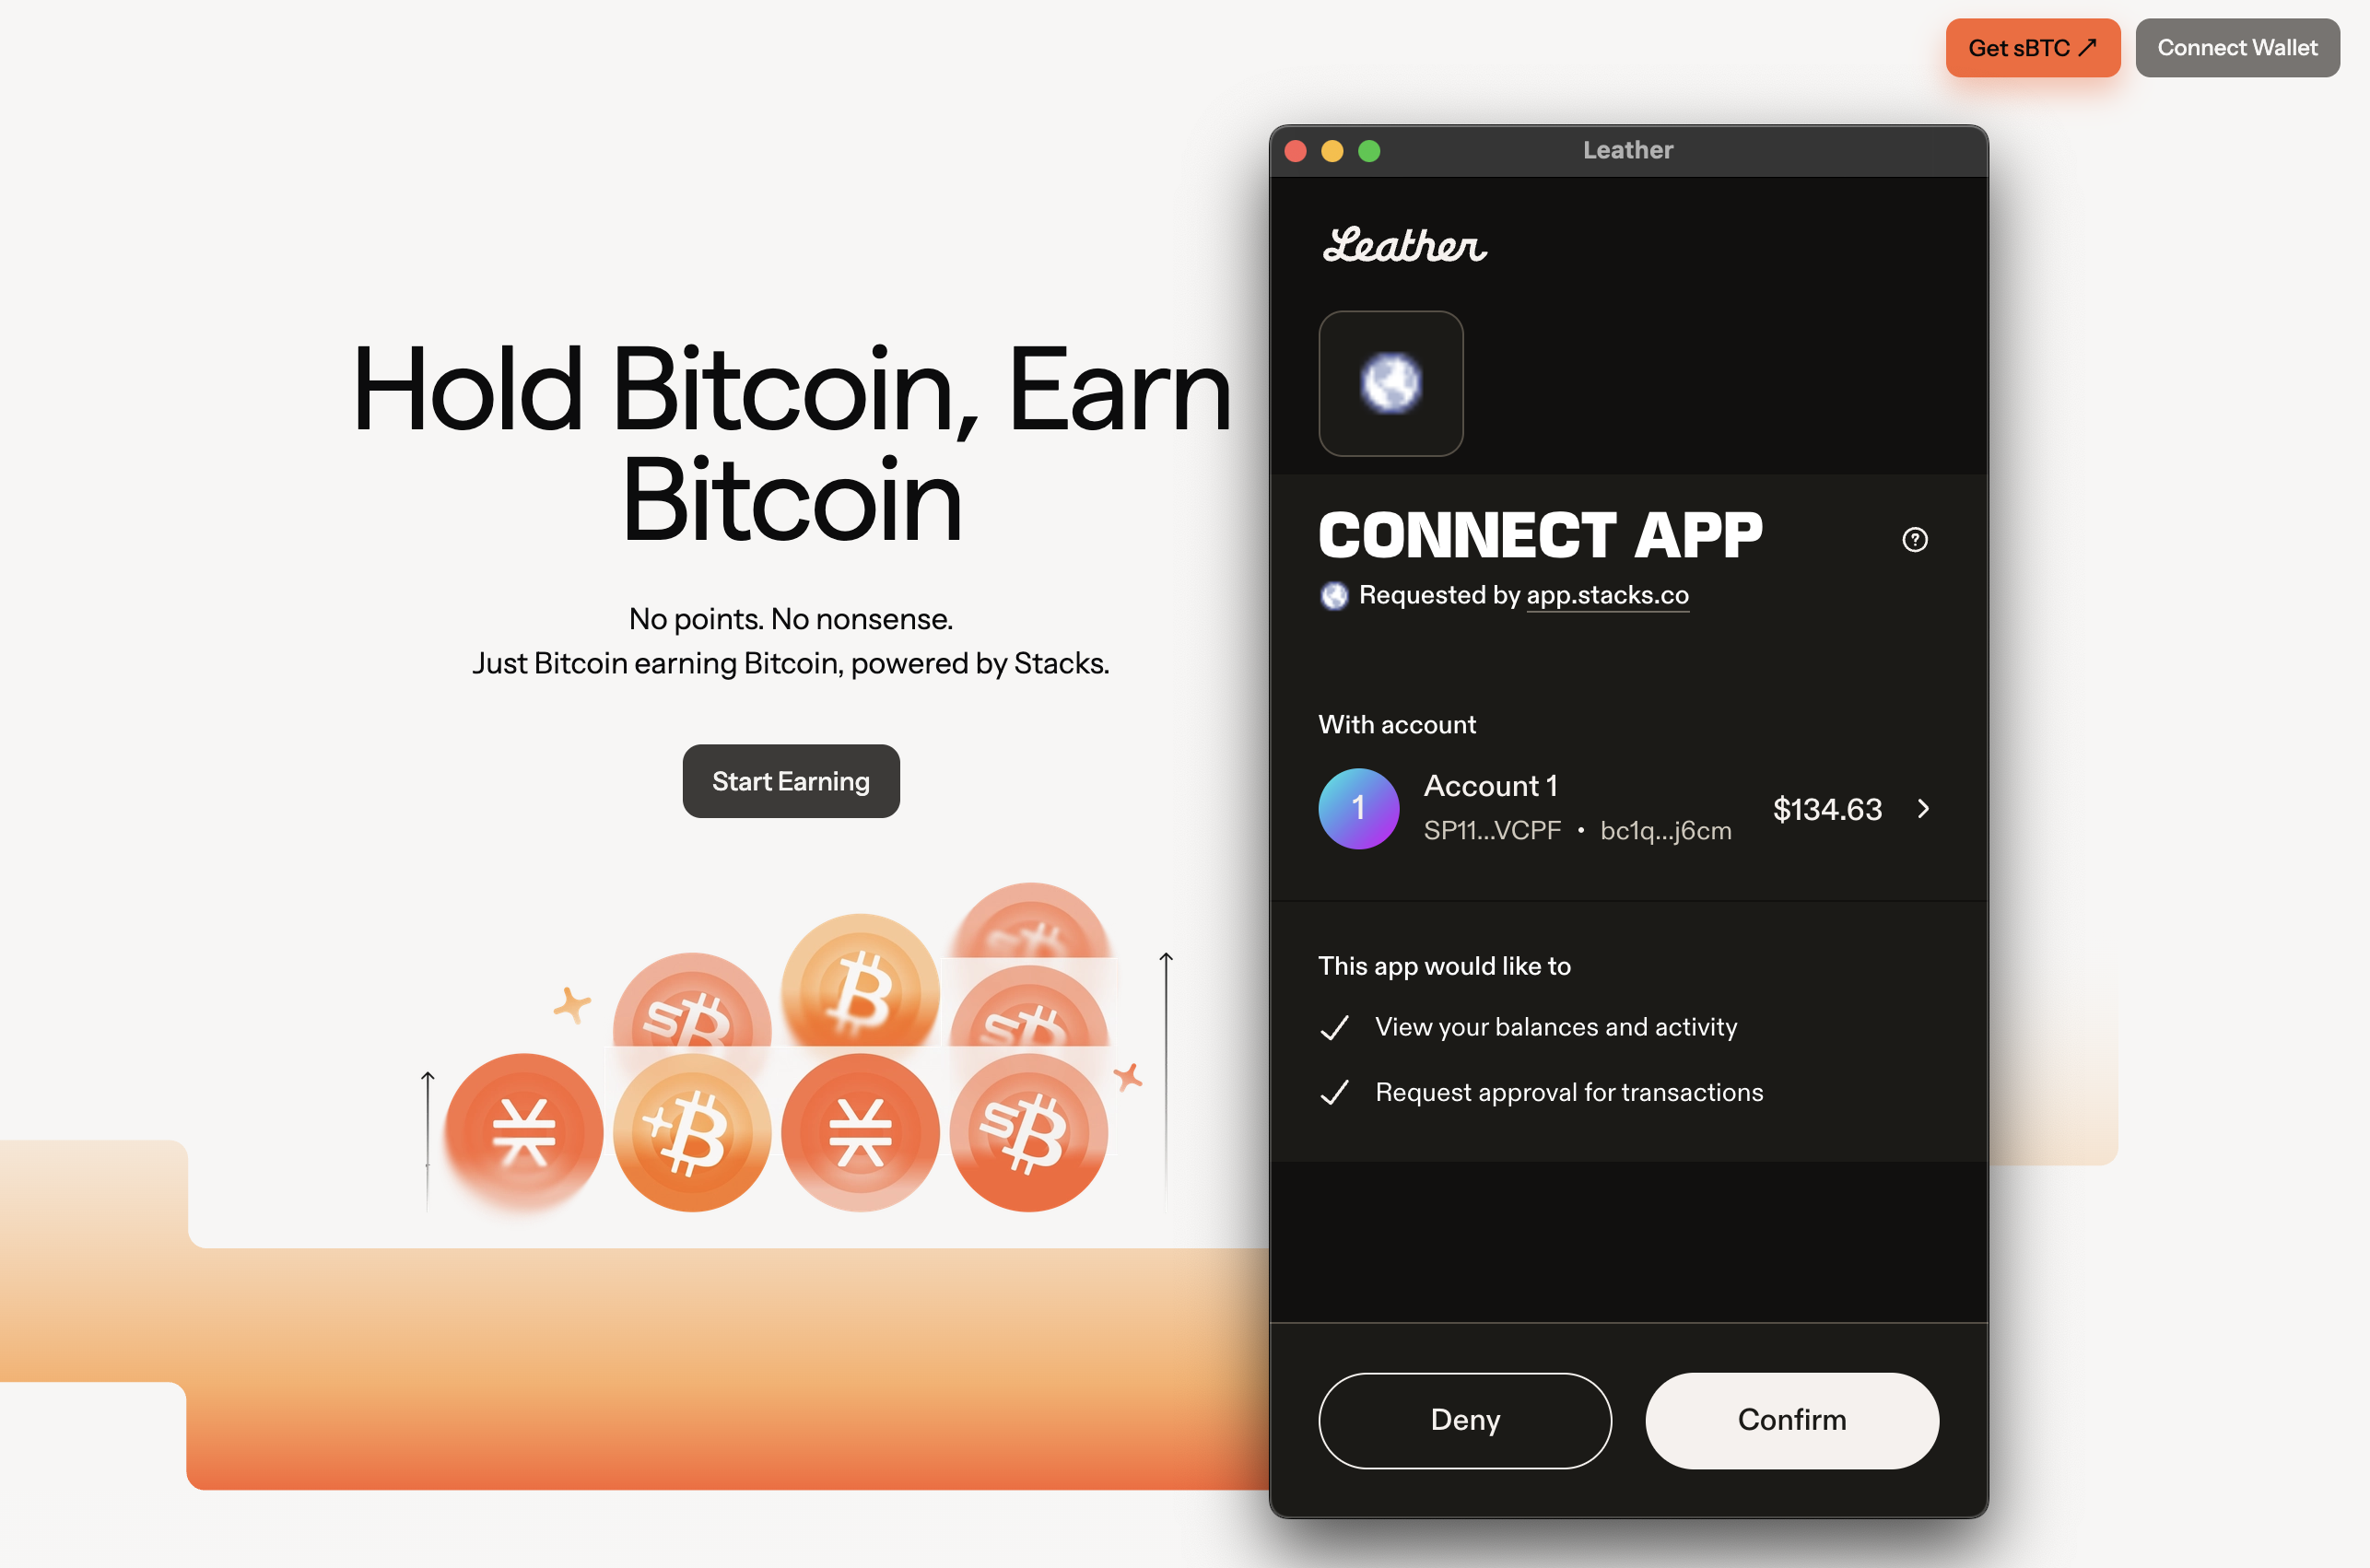 Get sBTC ↗
Connect Wallet
Hold Bitcoin, Earn
Bitcoin
No points. No nonsense.
Just Bitcoin earning Bitcoin, powered by Stacks.
Start Earning
Leather
Leather
CONNECT APP
Requested by app.stacks.co
With account
1
Account 1
SP11...VCPF • bc1q...j6cm
$134.63
This app would like to
View your balances and activity
Request approval for transactions
Deny
Confirm